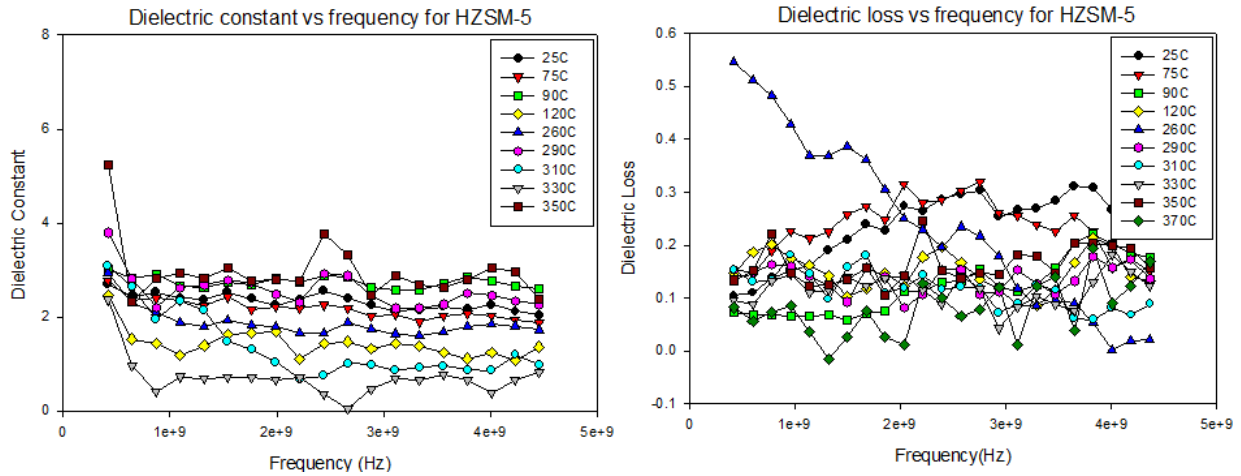 Dielectric constant vs frequency for HZSM-5
8
6
4
2
0
Dielectric Constant
25C
75C
90C
120C
260C
290C
310C
330C
350C
0
1e+9
2e+9
3e+9
4e+9
5e+9
Frequency (Hz)
Dielectric loss vs frequency for HZSM-5
0.6
0.5
0.4
0.3
0.2
0.1
0.0
-0.1
Dielectric Loss
25C
75C
90C
120C
260C
290C
310C
330C
350C
370C
0
1e+9
2e+9
3e+9
4e+9
5e+9
Frequency(Hz)